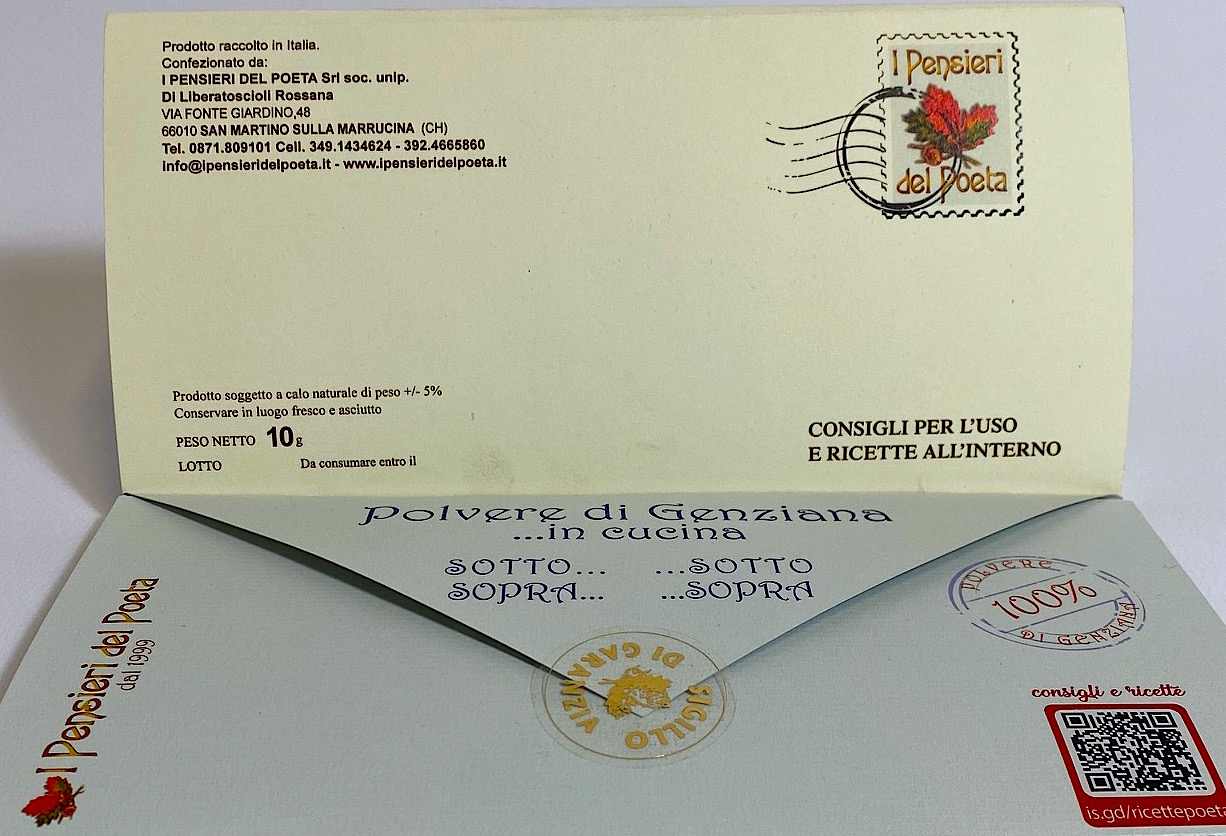 Prodotto raccolto in Italia.
Confezionato da:
I PENSIERI DEL POETA Srl soc. unip.
Di Liberatoscioli Rossana
VIA FONTE GIARDINO,48
66010 SAN MARTINO SULLA MARRUCINA (CH)
Tel. 0871.809101 Cell. 349.1434624 - 392.4665860
info@ipensieridelpoeta.it - www.ipensieridelpoeta.it
I Pensieri
del Poeta
Prodotto soggetto a calo naturale di peso +/- 5%
Conservare in luogo fresco e asciutto
PESO NETTO 10g
LOTTO Da consumare entro il
CONSIGLI PER L'USO
E RICETTE ALL'INTERNO
Polvere di Genziana
...in cucina
SOTTO... ...SOTTO
SOPRA... ...SOPRA
I Pensieri del Poeta
dal 1999
POLVERE
100%
DI GENZIANA
SIGILLO
DI GARANZIA
consigli e ricette
is.gd/ricettepoeta